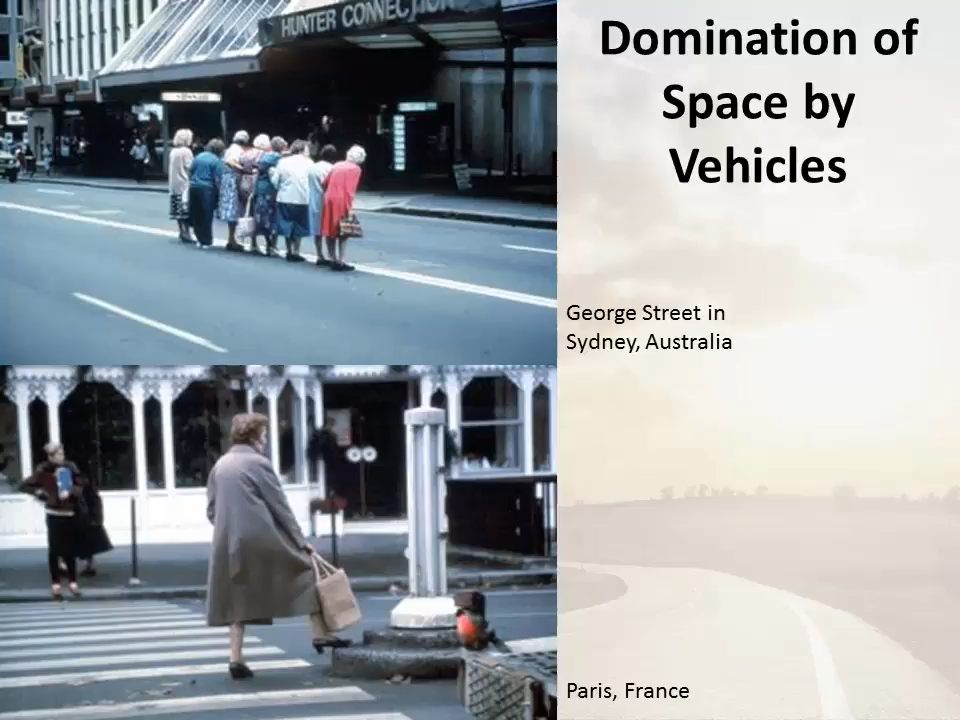 HUNTER CONNECTION
Domination of
Space by
Vehicles
George Street in
Sydney, Australia
Paris, France